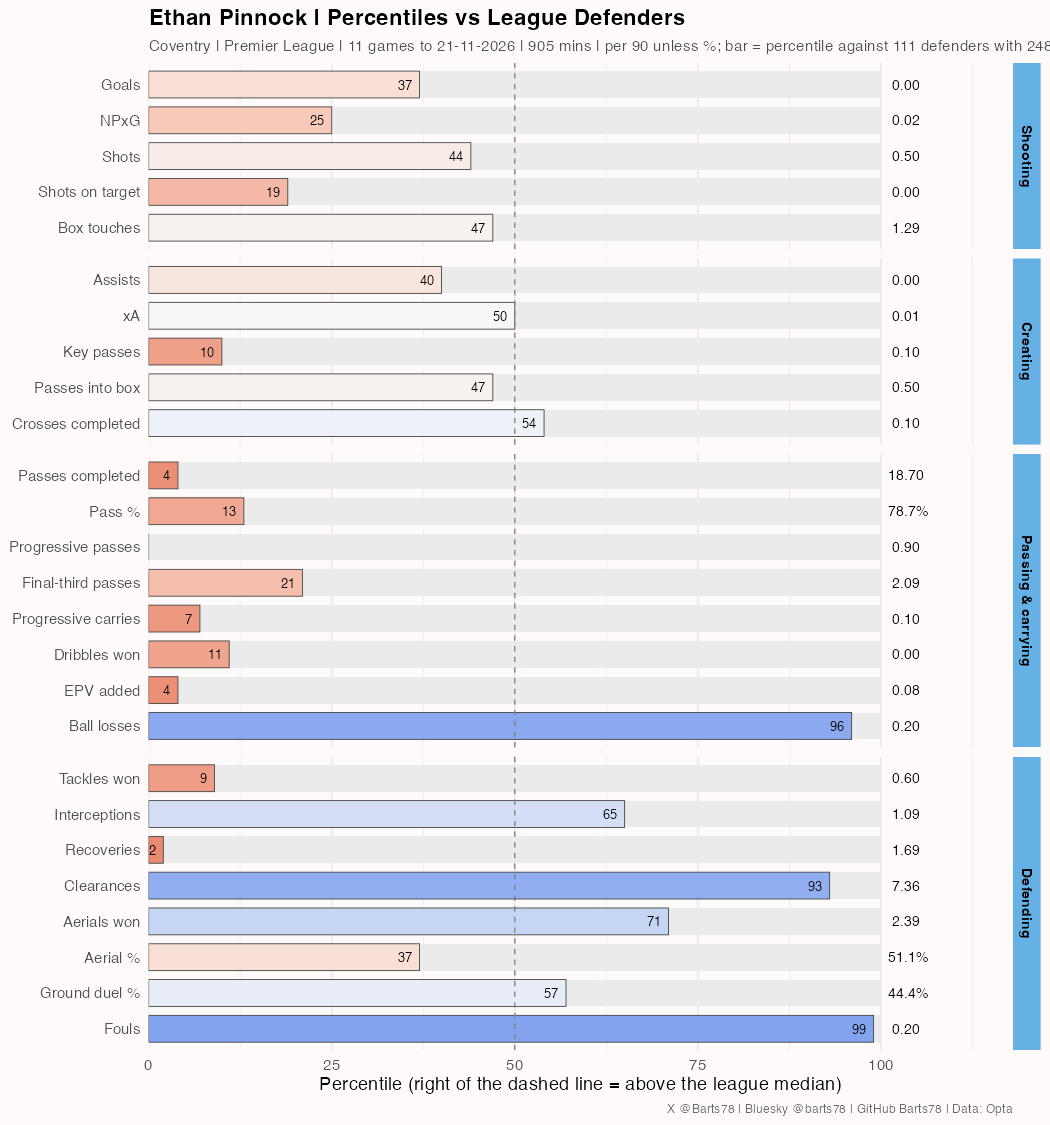 Ethan Pinnock | Percentiles vs League Defenders
Coventry | Premier League | 11 games to 21-11-2026 | 905 mins | per 90 unless %; bar = percentile against 111 defenders with 248
Goals 37 0.00
NPxG 25 0.02
Shots 44 0.50
Shots on target 19 0.00
Box touches 47 1.29
Shooting
Assists 40 0.00
xA 50 0.01
Key passes 10 0.10
Passes into box 47 0.50
Crosses completed 54 0.10
Creating
Passes completed 4 18.70
Pass % 13 78.7%
Progressive passes 0.90
Final-third passes 21 2.09
Progressive carries 7 0.10
Dribbles won 11 0.00
EPV added 4 0.08
Ball losses 96 0.20
Passing & carrying
Tackles won 9 0.60
Interceptions 65 1.09
Recoveries 2 1.69
Clearances 93 7.36
Aerials won 71 2.39
Aerial % 37 51.1%
Ground duel % 57 44.4%
Fouls 99 0.20
Defending
0 25 50 75 100
Percentile (right of the dashed line = above the league median)
X @Barts78 | Bluesky @barts78 | GitHub Barts78 | Data: Opta